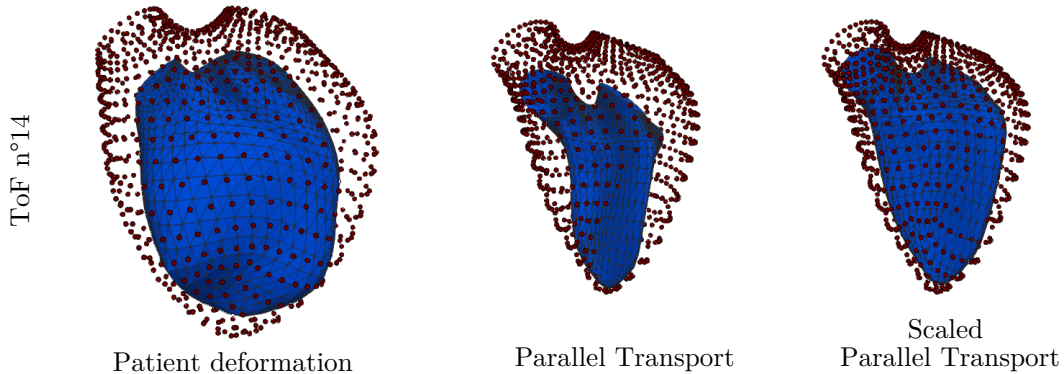 ToF n°14
Patient deformation
Parallel Transport
Scaled
Parallel Transport